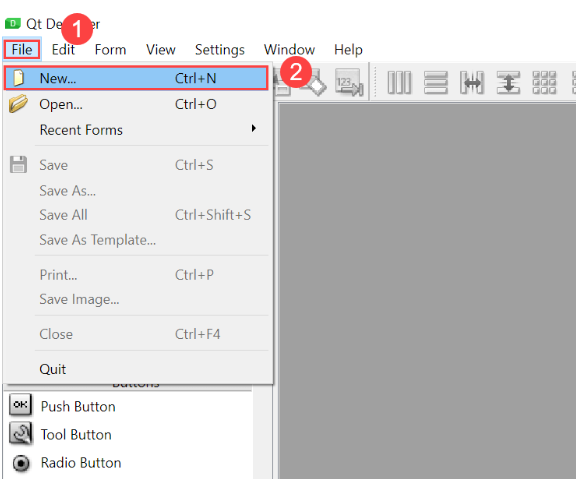 Qt De er
1
File Edit Form View Settings Window Help
New... Ctrl+N
2
Open... Ctrl+O
123
Recent Forms
Save Ctrl+S
Save As...
Save All Ctrl+Shift+S
Save As Template...
Print... Ctrl+P
Save Image...
Close Ctrl+F4
Quit
Buttons
OK Push Button
Tool Button
Radio Button